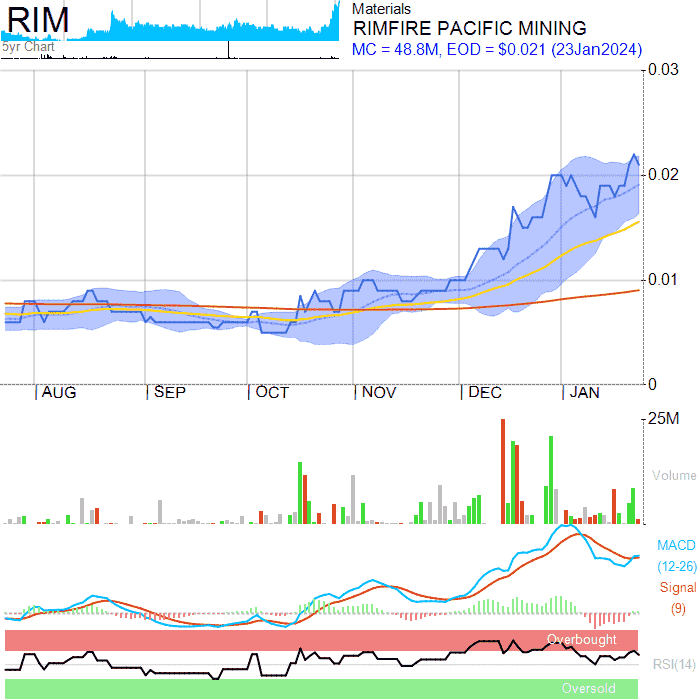 RIM
5yr Chart
Materials
RIMFIRE PACIFIC MINING
MC = 48.8M, EOD = $0.021 (23Jan2024)
0.03
0.02
0.01
0
AUG SEP OCT NOV DEC JAN
25M
Volume
MACD
(12-26)
Signal
(9)
Overbought
RSI(14)
Oversold